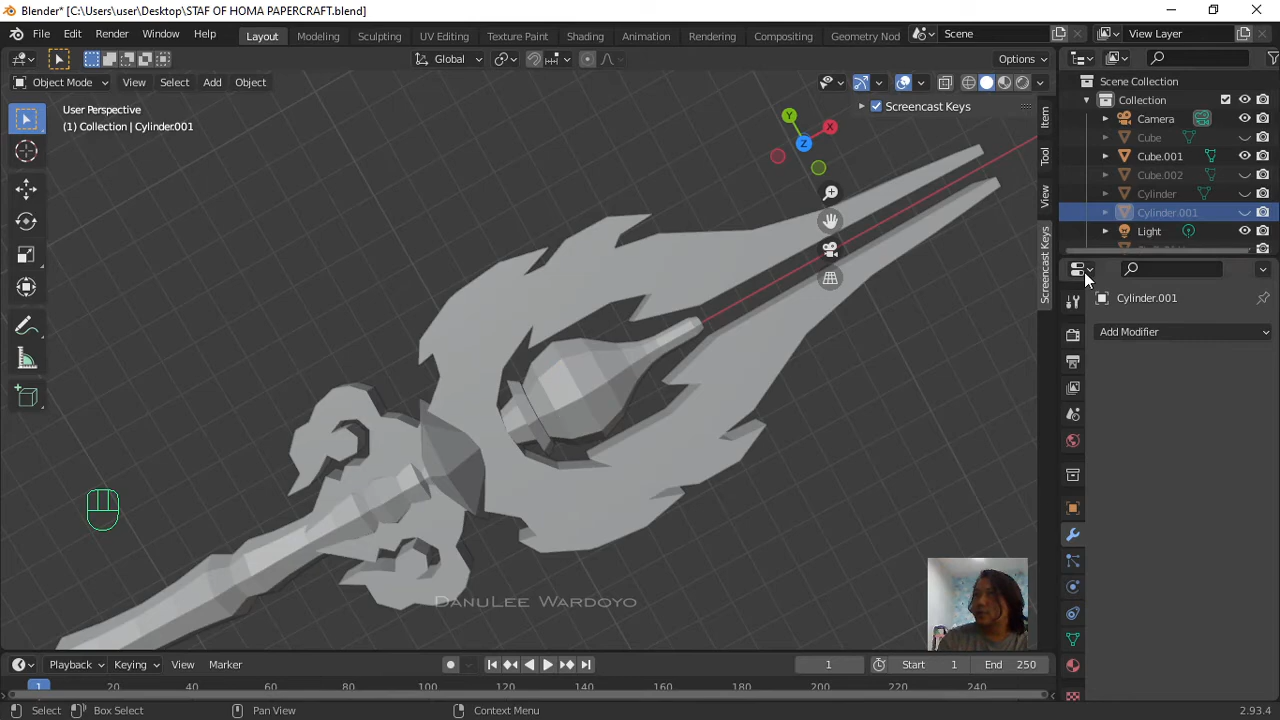 Blender* [C:\Users\user\Desktop\STAF OF HOMA PAPERCRAFT.blend]
File Edit Render Window Help Layout Modeling Sculpting UV Editing Texture Paint Shading Animation Rendering Compositing Geometry Nod Scene View Layer
Global Options
Object Mode View Select Add Object
User Perspective
(1) Collection | Cylinder001
Screencast Keys
Y
X
Z
Item
Tool
View
Screencast Keys
Scene Collection
Collection
Camera
Cube
Cube.001
Cube.002
Cylinder
Cylinder.001
Light
Cylinder.001
Add Modifier
DanuLee Wardoyo
Playback Keying View Marker 1 Start 1 End 250
1 20 40 60 80 100 120 140 160 180 200 220 240
Select Box Select Pan View Context Menu 2.93.4